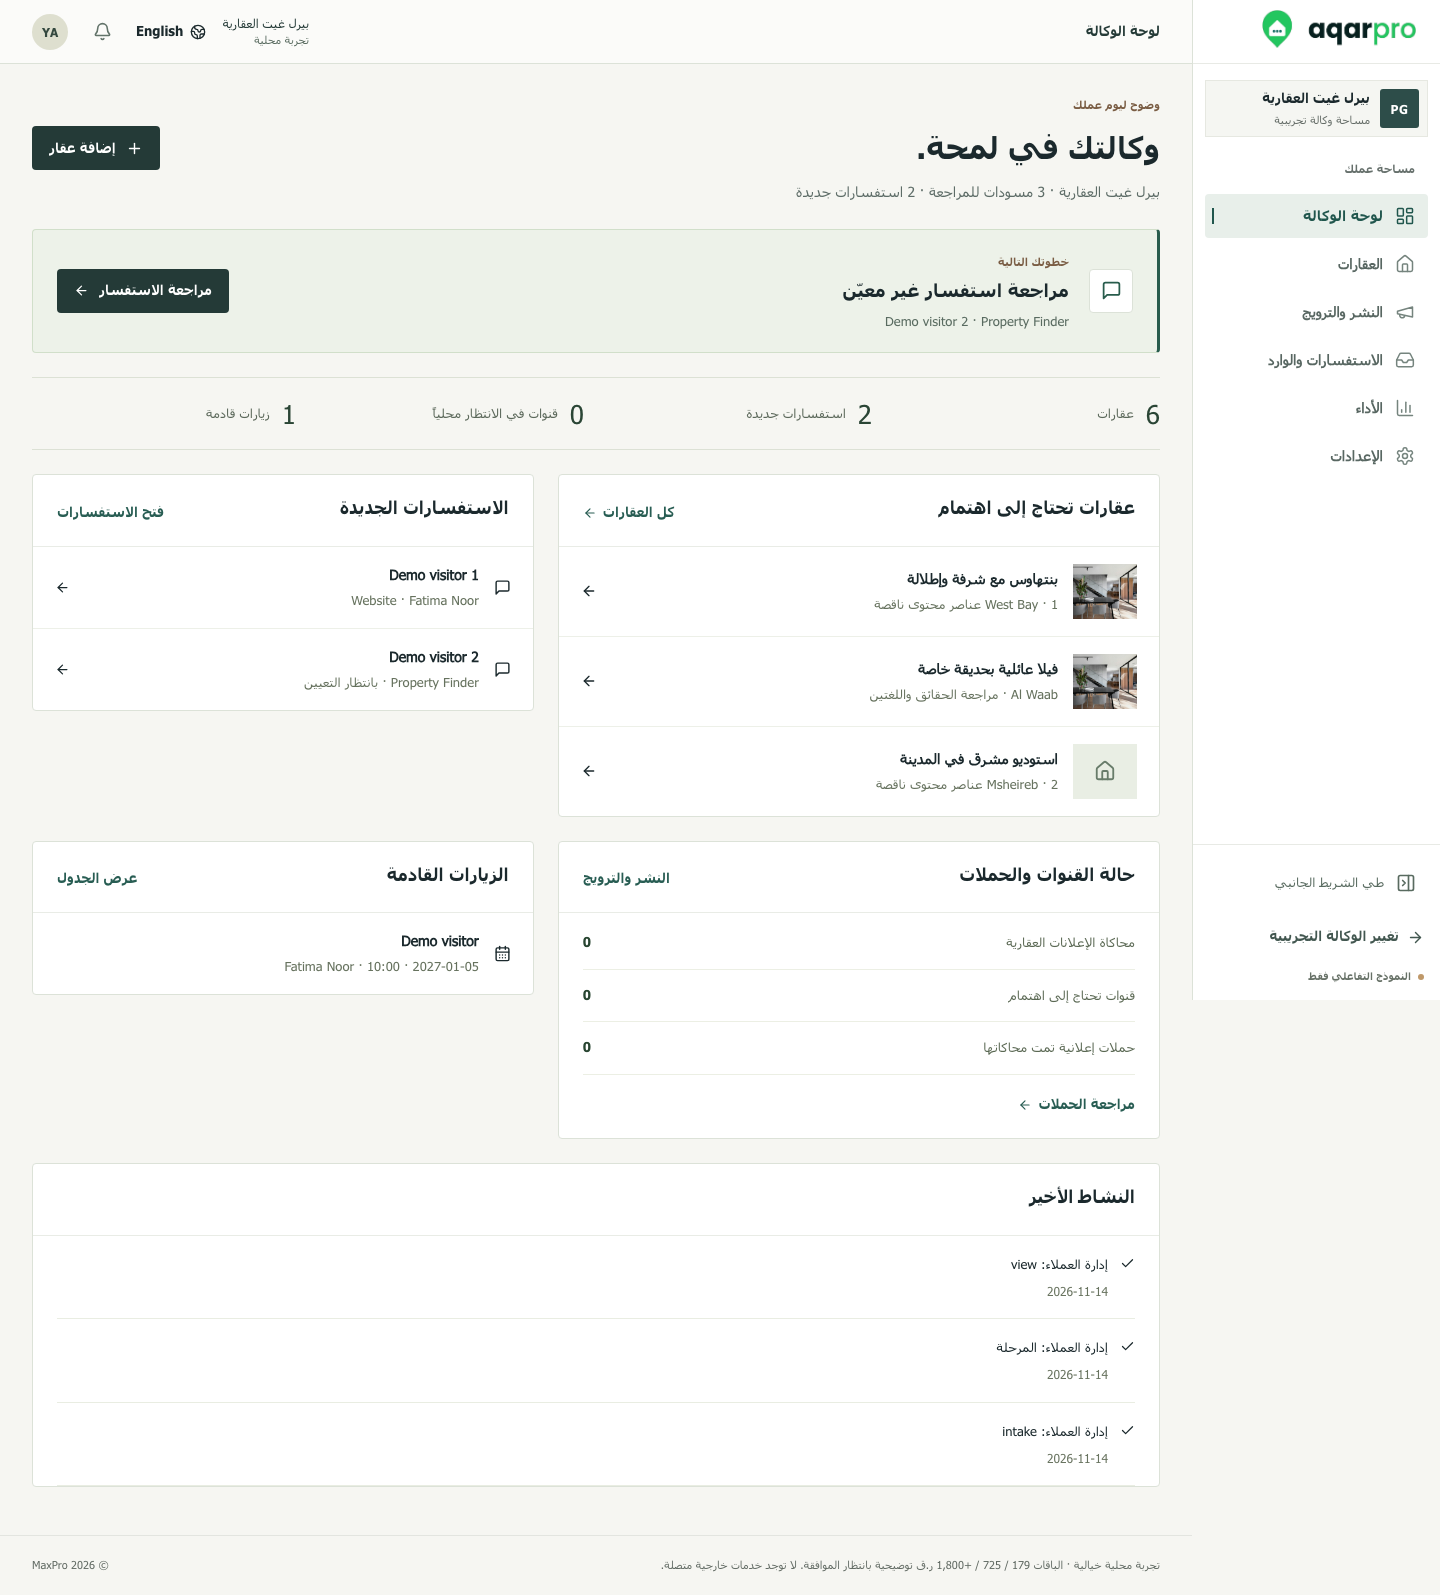 aqarpro
PG
بيرل غيت العقارية
مساحة وكالة تجريبية
مساحة عملك
لوحة الوكالة
العقارات
النشر والترويج
الاستفسارات والوارد
الأداء
الإعدادات
طي الشريط الجانبي
تغيير الوكالة التجريبية
النموذج التفاعلي فقط
لوحة الوكالة
بيرل غيت العقارية
تجربة محلية
English
YA
وضوح ليوم عملك
وكالتك في لمحة.
بيرل غيت العقارية · 3 مسودات للمراجعة · 2 استفسارات جديدة
إضافة عقار
خطوتك التالية
مراجعة استفسار غير معيّن
Demo visitor 2 · Property Finder
مراجعة الاستفسار
6 عقارات
2 استفسارات جديدة
0 قنوات في الانتظار محلياً
1 زيارات قادمة
عقارات تحتاج إلى اهتمام
كل العقارات
بنتهاوس مع شرفة وإطلالة
West Bay · 1 عناصر محتوى ناقصة
فيلا عائلية بحديقة خاصة
Al Waab · مراجعة الحقائق واللغتين
استوديو مشرق في المدينة
Msheireb · 2 عناصر محتوى ناقصة
الاستفسارات الجديدة
فتح الاستفسارات
Demo visitor 1
Website · Fatima Noor
Demo visitor 2
Property Finder · بانتظار التعيين
حالة القنوات والحملات
النشر والترويج
محاكاة الإعلانات العقارية
0
قنوات تحتاج إلى اهتمام
0
حملات إعلانية تمت محاكاتها
0
مراجعة الحملات
الزيارات القادمة
عرض الجدول
Demo visitor
2027-01-05 · 10:00 · Fatima Noor
النشاط الأخير
إدارة العملاء: view
2026-11-14
إدارة العملاء: المرحلة
2026-11-14
إدارة العملاء: intake
2026-11-14
تجربة محلية خيالية · الباقات 179 / 725 / +1,800 ر.ق توضيحية بانتظار الموافقة. لا توجد خدمات خارجية متصلة.
© MaxPro 2026